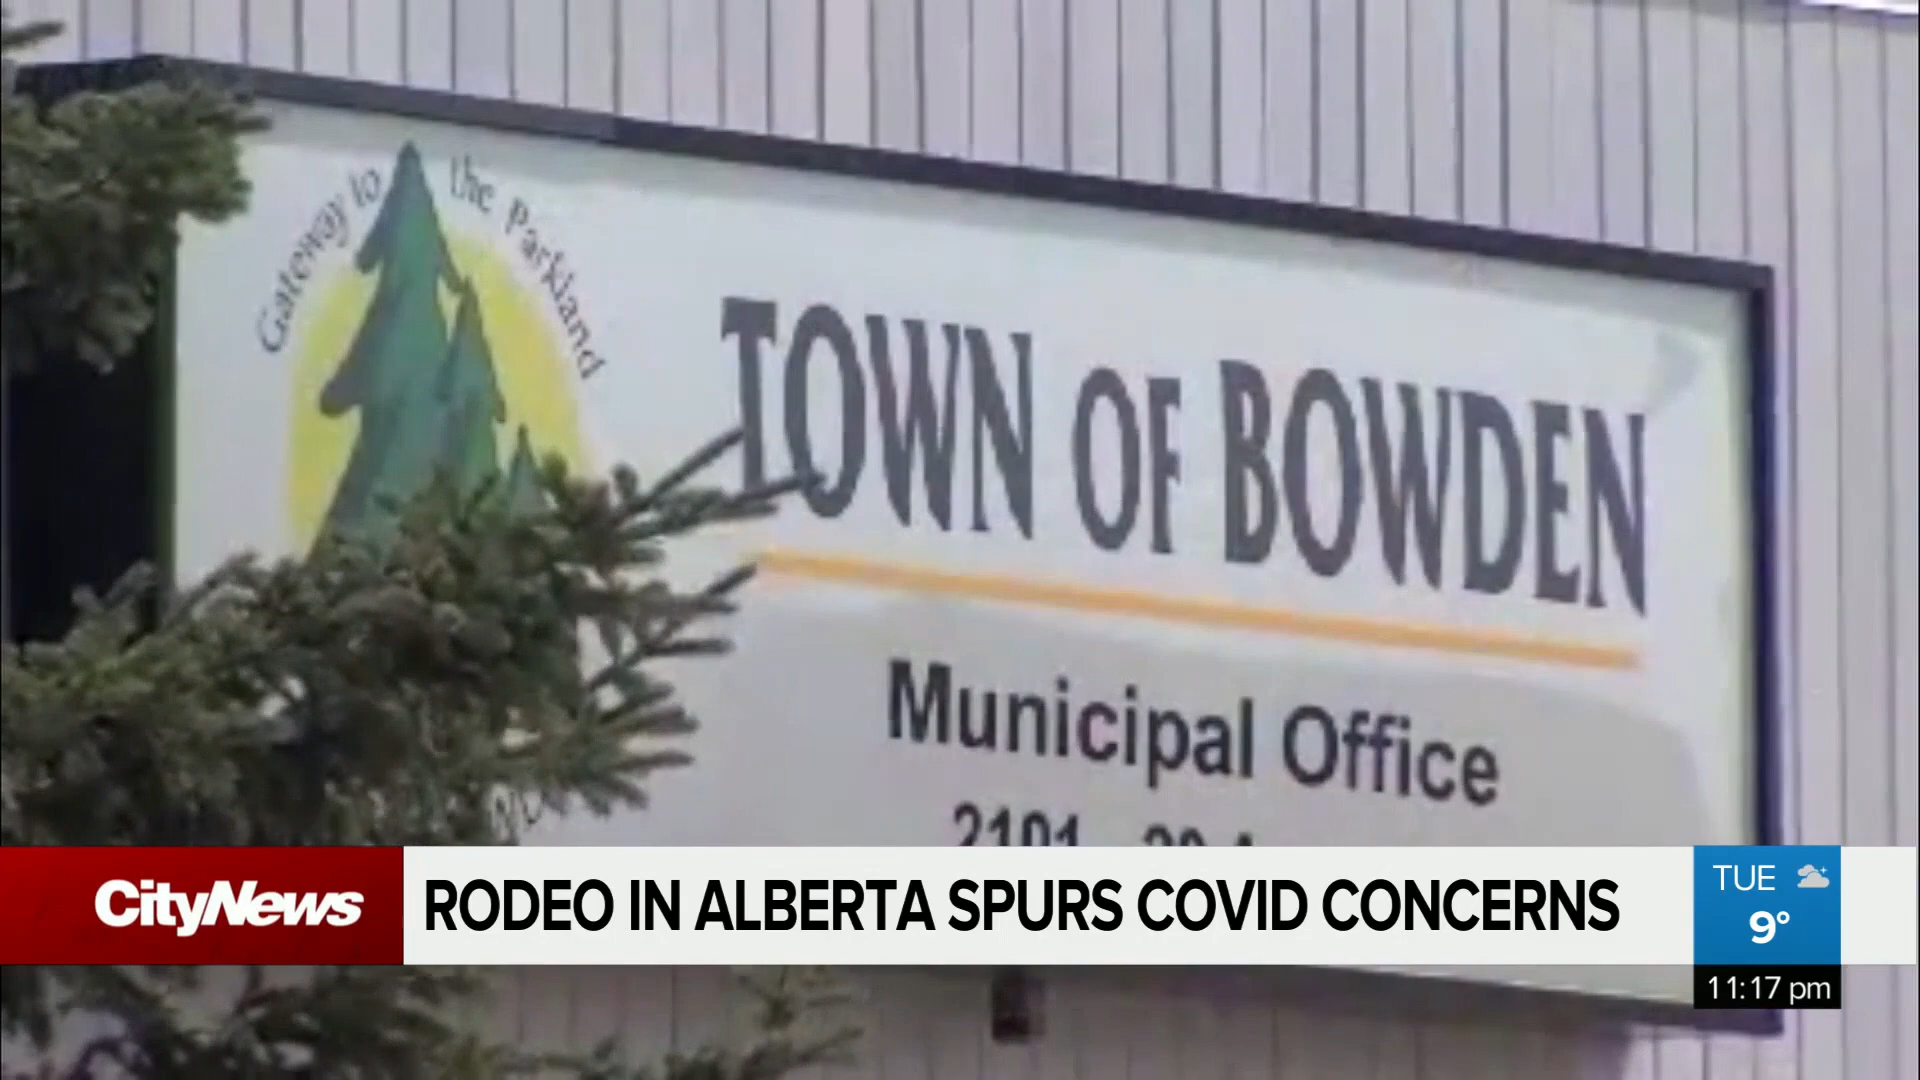 Gateway to the Parkland
TOWN OF BOWDEN
Municipal Office
2101
CityNews
RODEO IN ALBERTA SPURS COVID CONCERNS
TUE
9°
11:17 pm